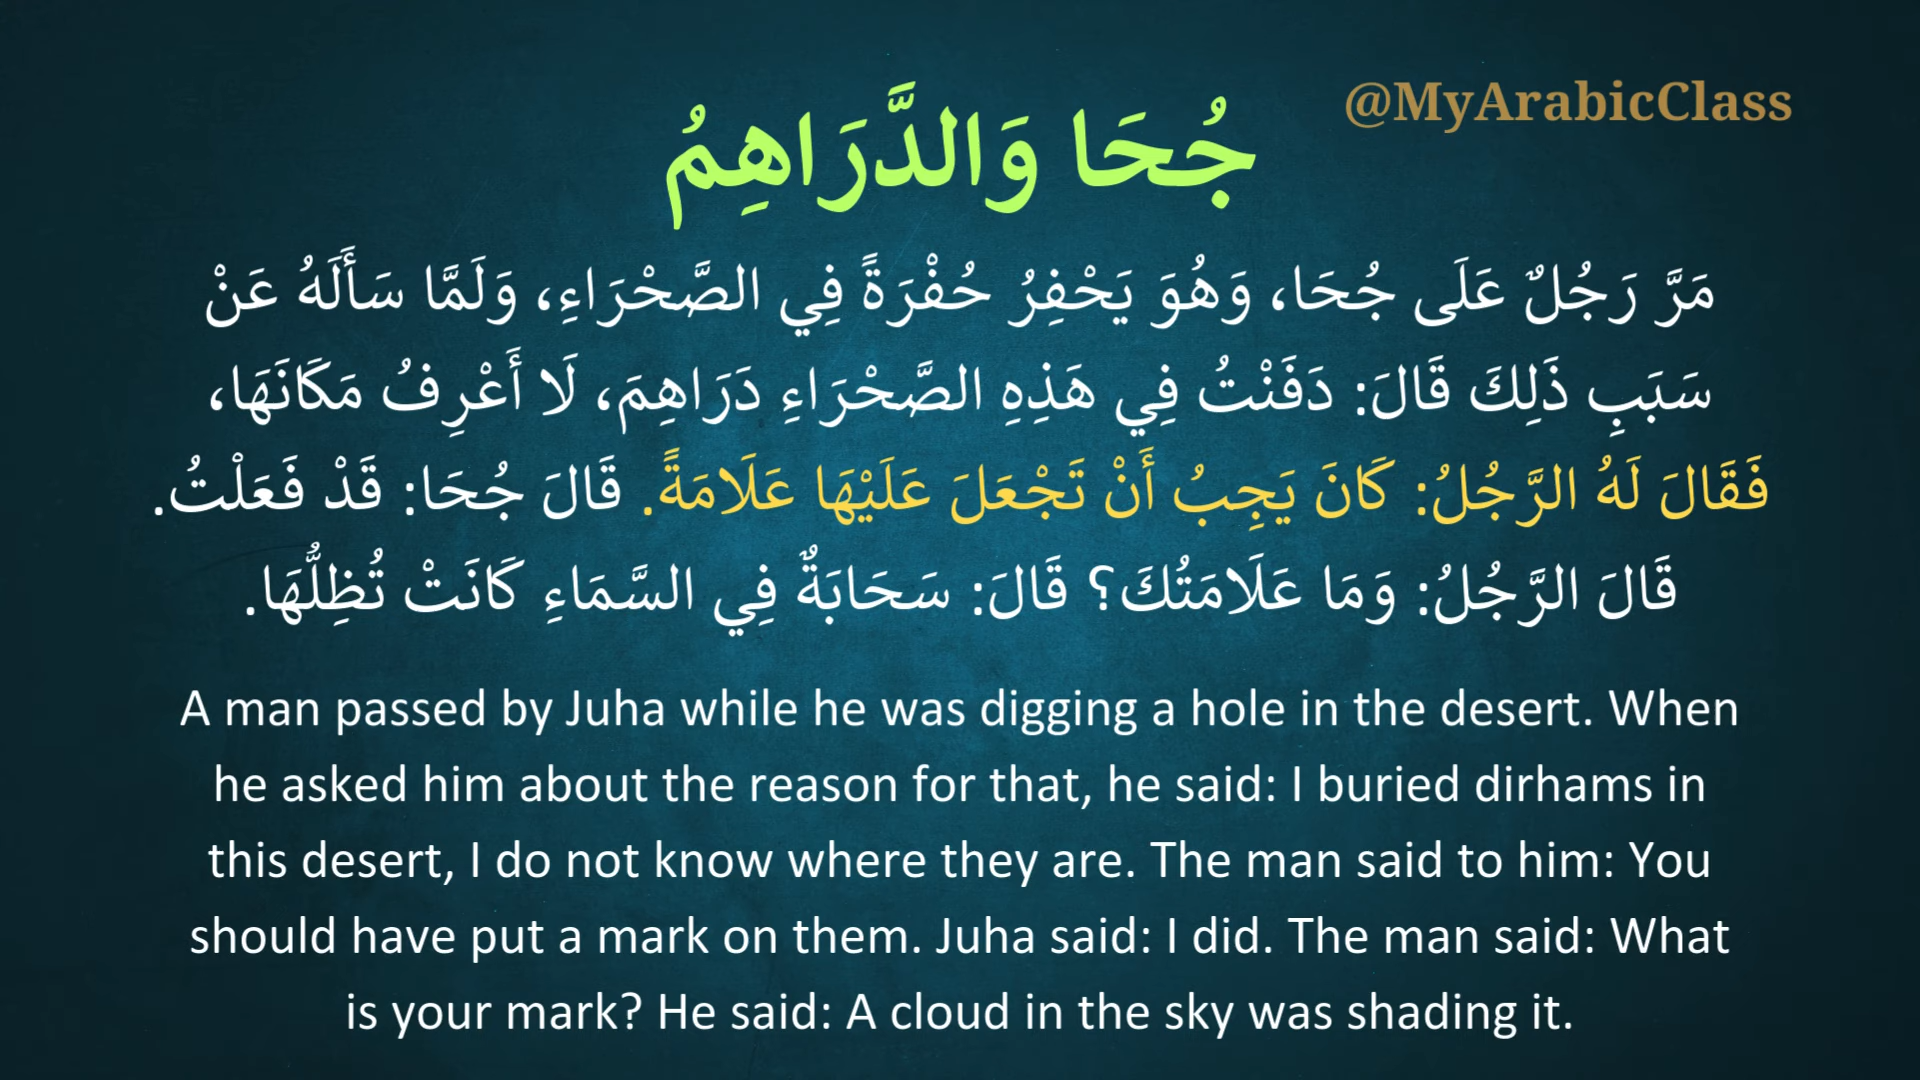 @MyArabicClass
جُحَا وَالدَّرَاهِمُ
مَرَّ رَجُلٌ عَلَى جُحَا، وَهُوَ يَحْفِرُ حُفْرَةً فِي الصَّحْرَاءِ، وَلَمَّا سَأَلَهُ عَنْ
سَبَبِ ذَلِكَ قَالَ: دَفَنْتُ فِي هَذِهِ الصَّحْرَاءِ دَرَاهِمَ، لَا أَعْرِفُ مَكَانَهَا،
فَقَالَ لَهُ الرَّجُلُ: كَانَ يَجِبُ أَنْ تَجْعَلَ عَلَيْهَا عَلَامَةً. قَالَ جُحَا: قَدْ فَعَلْتُ.
قَالَ الرَّجُلُ: وَمَا عَلَامَتُكَ؟ قَالَ: سَحَابَةٌ فِي السَّمَاءِ كَانَتْ تُظِلُّهَا.
A man passed by Juha while he was digging a hole in the desert. When
he asked him about the reason for that, he said: I buried dirhams in
this desert, I do not know where they are. The man said to him: You
should have put a mark on them. Juha said: I did. The man said: What
is your mark? He said: A cloud in the sky was shading it.